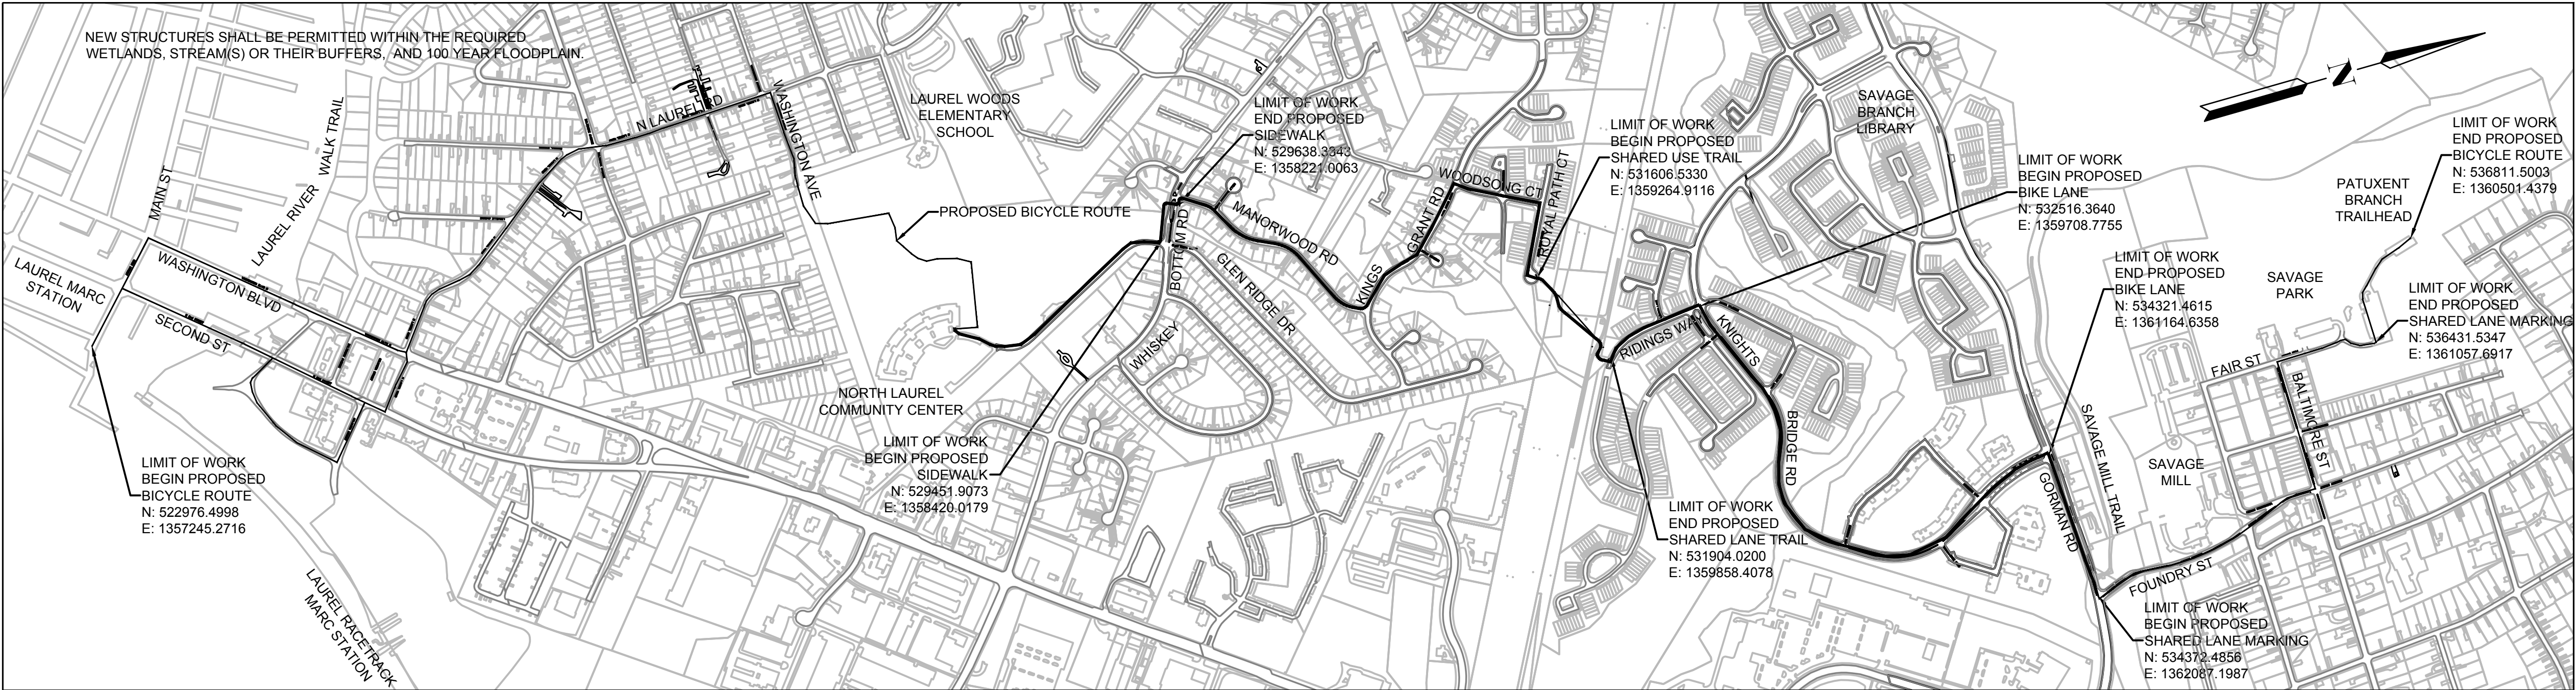 NEW STRUCTURES SHALL BE PERMITTED WITHIN THE REQUIRED
WETLANDS, STREAM(S) OR THEIR BUFFERS, AND 100 YEAR FLOODPLAIN.
MAIN ST
LAUREL RIVER WALK TRAIL
N LAUREL RD
WASHINGTON AVE
LAUREL WOODS
ELEMENTARY
SCHOOL
PROPOSED BICYCLE ROUTE
LAUREL MARC
STATION
WASHINGTON BLVD
SECOND ST
LIMIT OF WORK
BEGIN PROPOSED
BICYCLE ROUTE
N: 522976.4998
E: 1357245.2716
LAUREL RACETRACK
MARC STATION
NORTH LAUREL
COMMUNITY CENTER
LIMIT OF WORK
BEGIN PROPOSED
SIDEWALK
N: 529451.9073
E: 1358420.0179
LIMIT OF WORK
END PROPOSED
SIDEWALK
N: 529638.3343
E: 1358221.0063
WHISKEY
BOTTOM RD
GLEN RIDGE DR
MANORWOOD RD
KINGS
GRANT RD
WOODSONG CT
ROYAL PATH CT
LIMIT OF WORK
BEGIN PROPOSED
SHARED USE TRAIL
N: 531606.5330
E: 1359264.9116
SAVAGE
BRANCH
LIBRARY
RIDINGS WAY
KNIGHTS
BRIDGE RD
LIMIT OF WORK
END PROPOSED
SHARED LANE TRAIL
N: 531904.0200
E: 1359858.4078
LIMIT OF WORK
BEGIN PROPOSED
BIKE LANE
N: 532516.3640
E: 1359708.7755
LIMIT OF WORK
END PROPOSED
BIKE LANE
N: 534321.4615
E: 1361164.6358
GORMAN RD
SAVAGE MILL TRAIL
SAVAGE
MILL
FOUNDRY ST
LIMIT OF WORK
BEGIN PROPOSED
SHARED LANE MARKING
N: 534372.4856
E: 1362087.1987
FAIR ST
BALTIMORE ST
SAVAGE
PARK
PATUXENT
BRANCH
TRAILHEAD
N
LIMIT OF WORK
END PROPOSED
BICYCLE ROUTE
N: 536811.5003
E: 1360501.4379
LIMIT OF WORK
END PROPOSED
SHARED LANE MARKING
N: 536431.5347
E: 1361057.6917